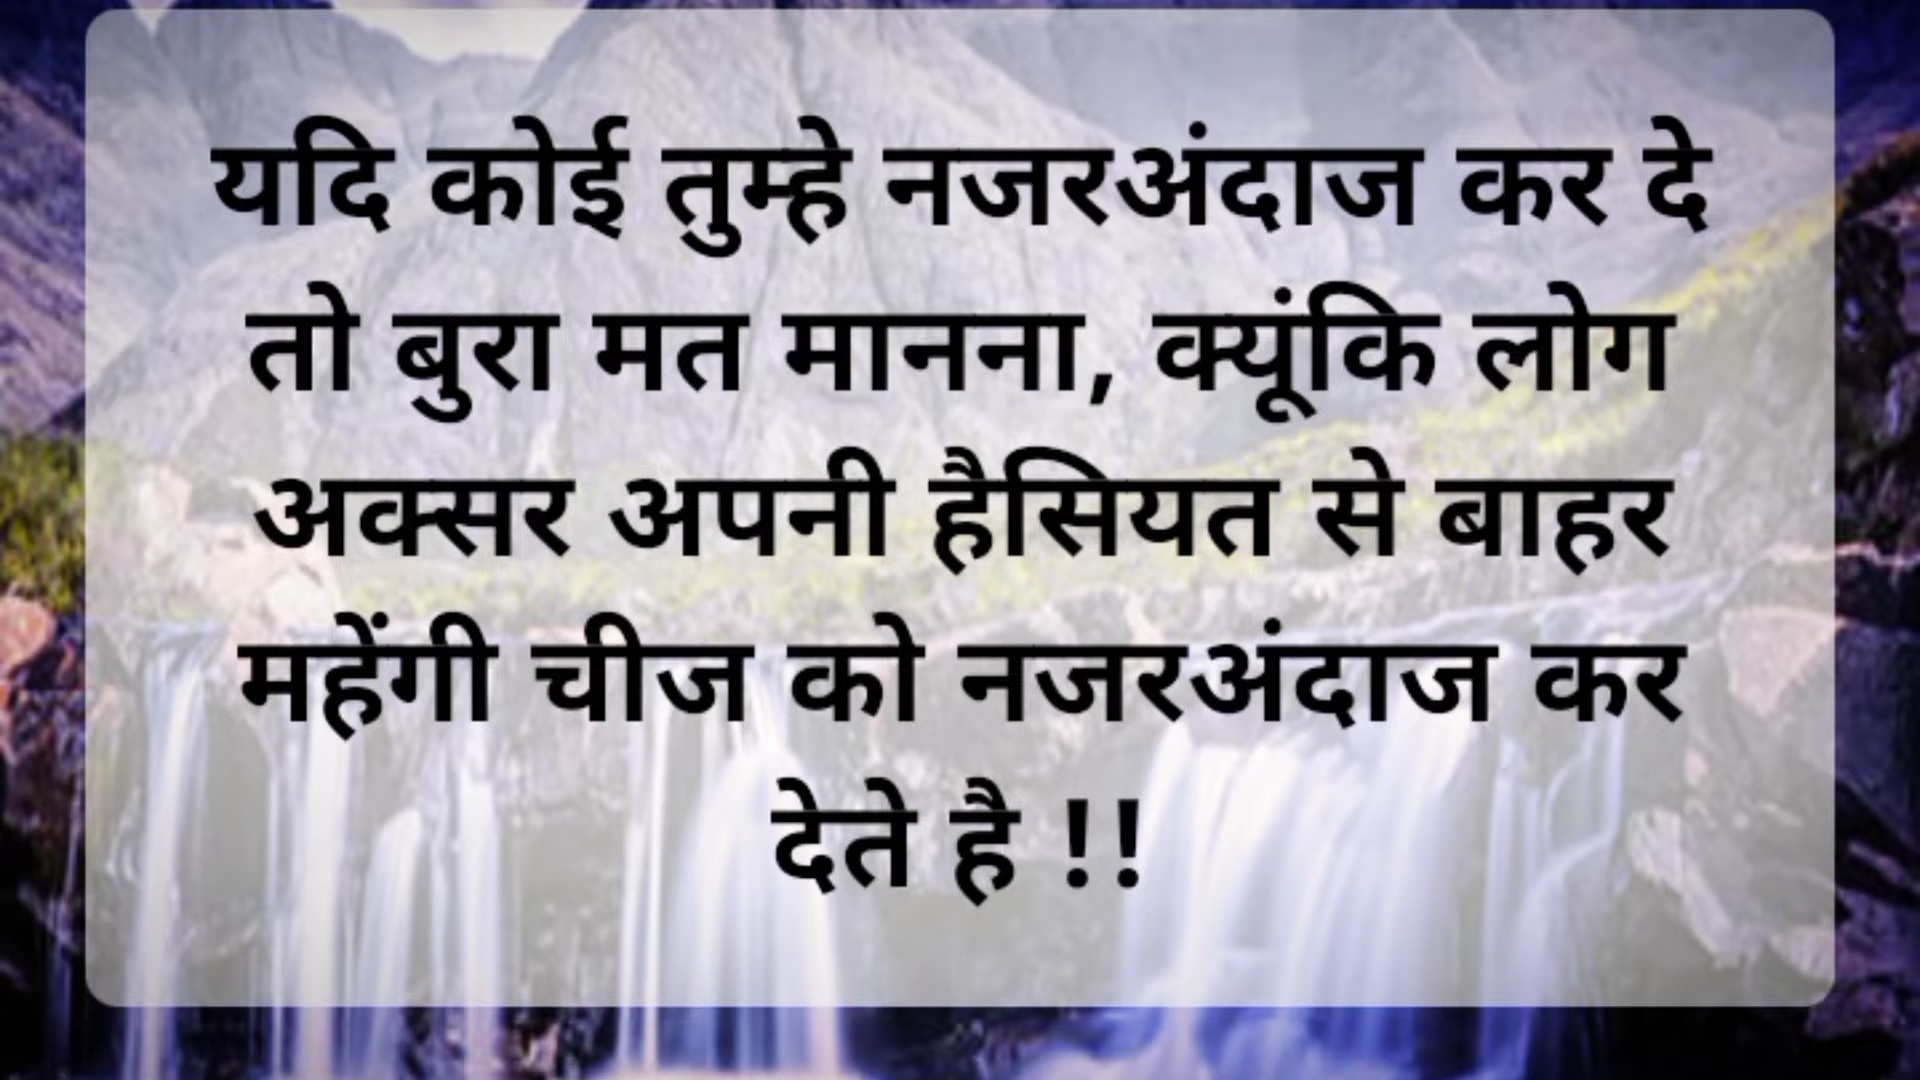 यदि कोई तुम्हे नजरअंदाज कर दे
तो बुरा मत मानना, क्यूंकि लोग
अक्सर अपनी हैसियत से बाहर
महेंगी चीज को नजरअंदाज कर
देते है !!